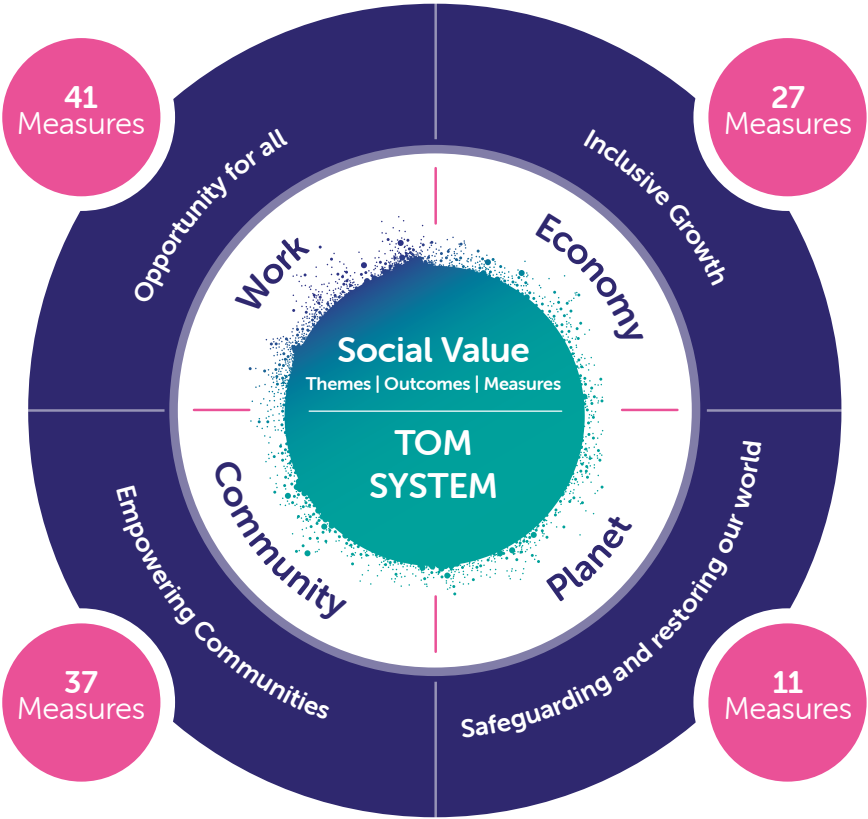 41
Measures
27
Measures
Opportunity for all
Inclusive Growth
Work
Economy
Social Value
Themes | Outcomes | Measures
TOM
SYSTEM
Community
Planet
Empowering Communities
Safeguarding and restoring our world
37
Measures
11
Measures